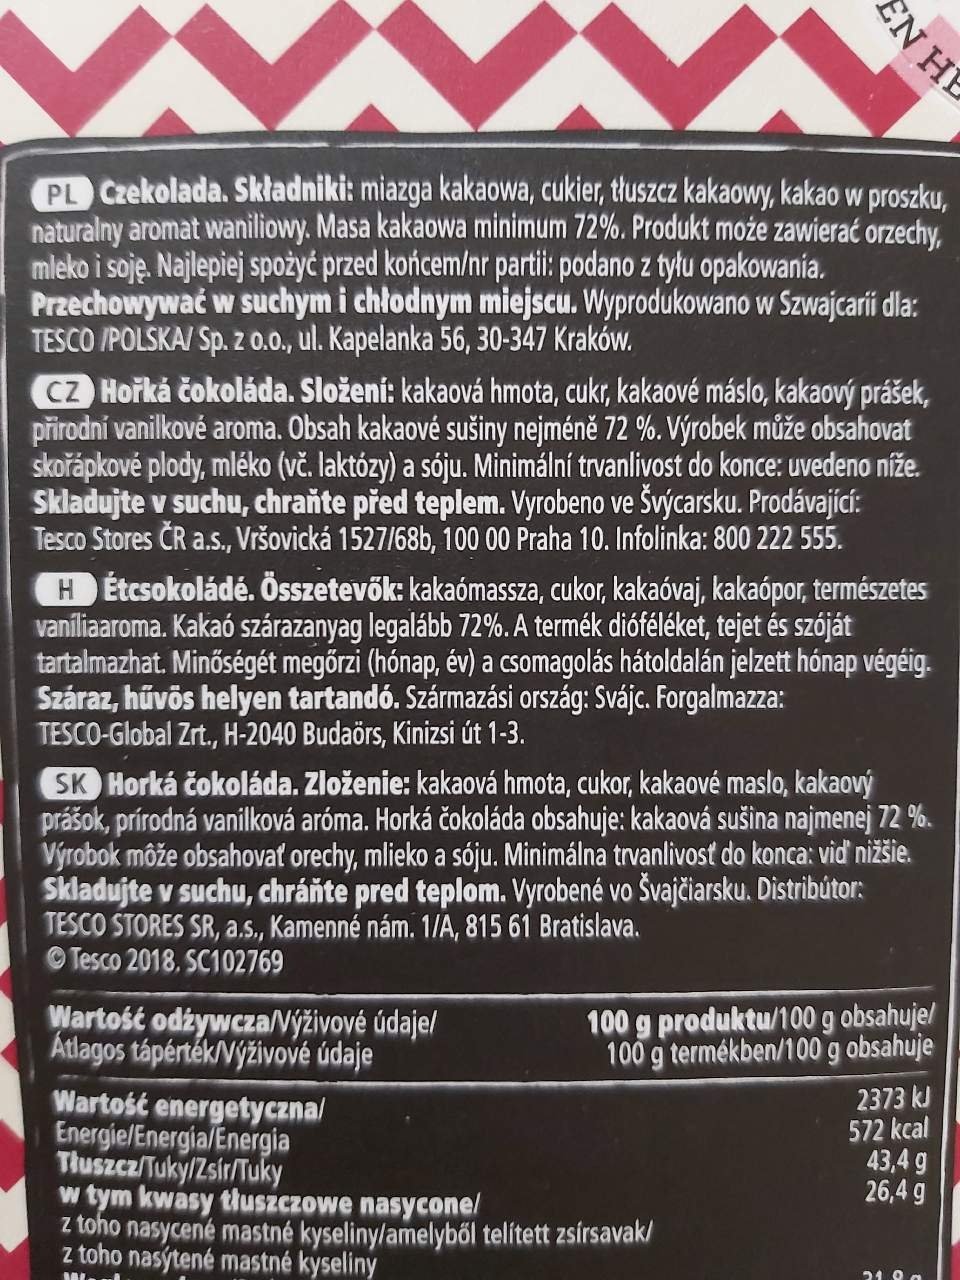 EN HE
PL Czekolada. Składniki: miazga kakaowa, cukier, tłuszcz kakaowy, kakao w proszku,
naturalny aromat waniliowy. Masa kakaowa minimum 72%. Produkt może zawierać orzechy,
mleko i soję. Najlepiej spożyć przed końcem/nr partii: podano z tyłu opakowania.
Przechowywać w suchym i chłodnym miejscu. Wyprodukowano w Szwajcarii dla:
TESCO /POLSKA/ Sp. z o.o., ul. Kapelanka 56, 30-347 Kraków.
CZ Hořká čokoláda. Složení: kakaová hmota, cukr, kakaové máslo, kakaový prášek,
přírodní vanilkové aroma. Obsah kakaové sušiny nejméně 72 %. Výrobek může obsahovat
skořápkové plody, mléko (vč. laktózy) a sóju. Minimální trvanlivost do konce: uvedeno níže.
Skladujte v suchu, chraňte před teplem. Vyrobeno ve Švýcarsku. Prodávající:
Tesco Stores ČR a.s., Vršovická 1527/68b, 100 00 Praha 10. Infolinka: 800 222 555.
H Étcsokoládé. Összetevők: kakaómassza, cukor, kakaóvaj, kakaópor, természetes
vaníliaaroma. Kakaó szárazanyag legalább 72%. A termék dióféléket, tejet és szóját
tartalmazhat. Minőségét megőrzi (hónap, év) a csomagolás hátoldalán jelzett hónap végéig.
Száraz, hűvös helyen tartandó. Származási ország: Svájc. Forgalmazza:
TESCO-Global Zrt., H-2040 Budaörs, Kinizsi út 1-3.
SK Horká čokoláda. Zloženie: kakaová hmota, cukor, kakaové maslo, kakaový
prášok, prírodná vanilková aróma. Horká čokoláda obsahuje: kakaová sušina najmenej 72 %.
Výrobok môže obsahovať orechy, mlieko a sóju. Minimálna trvanlivosť do konca: viď nižšie.
Skladujte v suchu, chráňte pred teplom. Vyrobené vo Švajčiarsku. Distribútor:
TESCO STORES SR, a.s., Kamenné nám. 1/A, 815 61 Bratislava.
© Tesco 2018. SC102769
Wartość odżywcza/Výživové údaje/ 100 g produktu/100 g obsahuje/
Átlagos tápérték/Výživové údaje 100 g termékben/100 g obsahuje
Wartość energetyczna/ 2373 kJ
Energie/Energia/Energia 572 kcal
Tłuszcz/Tuky/Zsír/Tuky 43,4 g
w tym kwasy tłuszczowe nasycone/ 26,4 g
z toho nasycené mastné kyseliny/amelyből telített zsírsavak/
z toho nasýtené mastné kyseliny